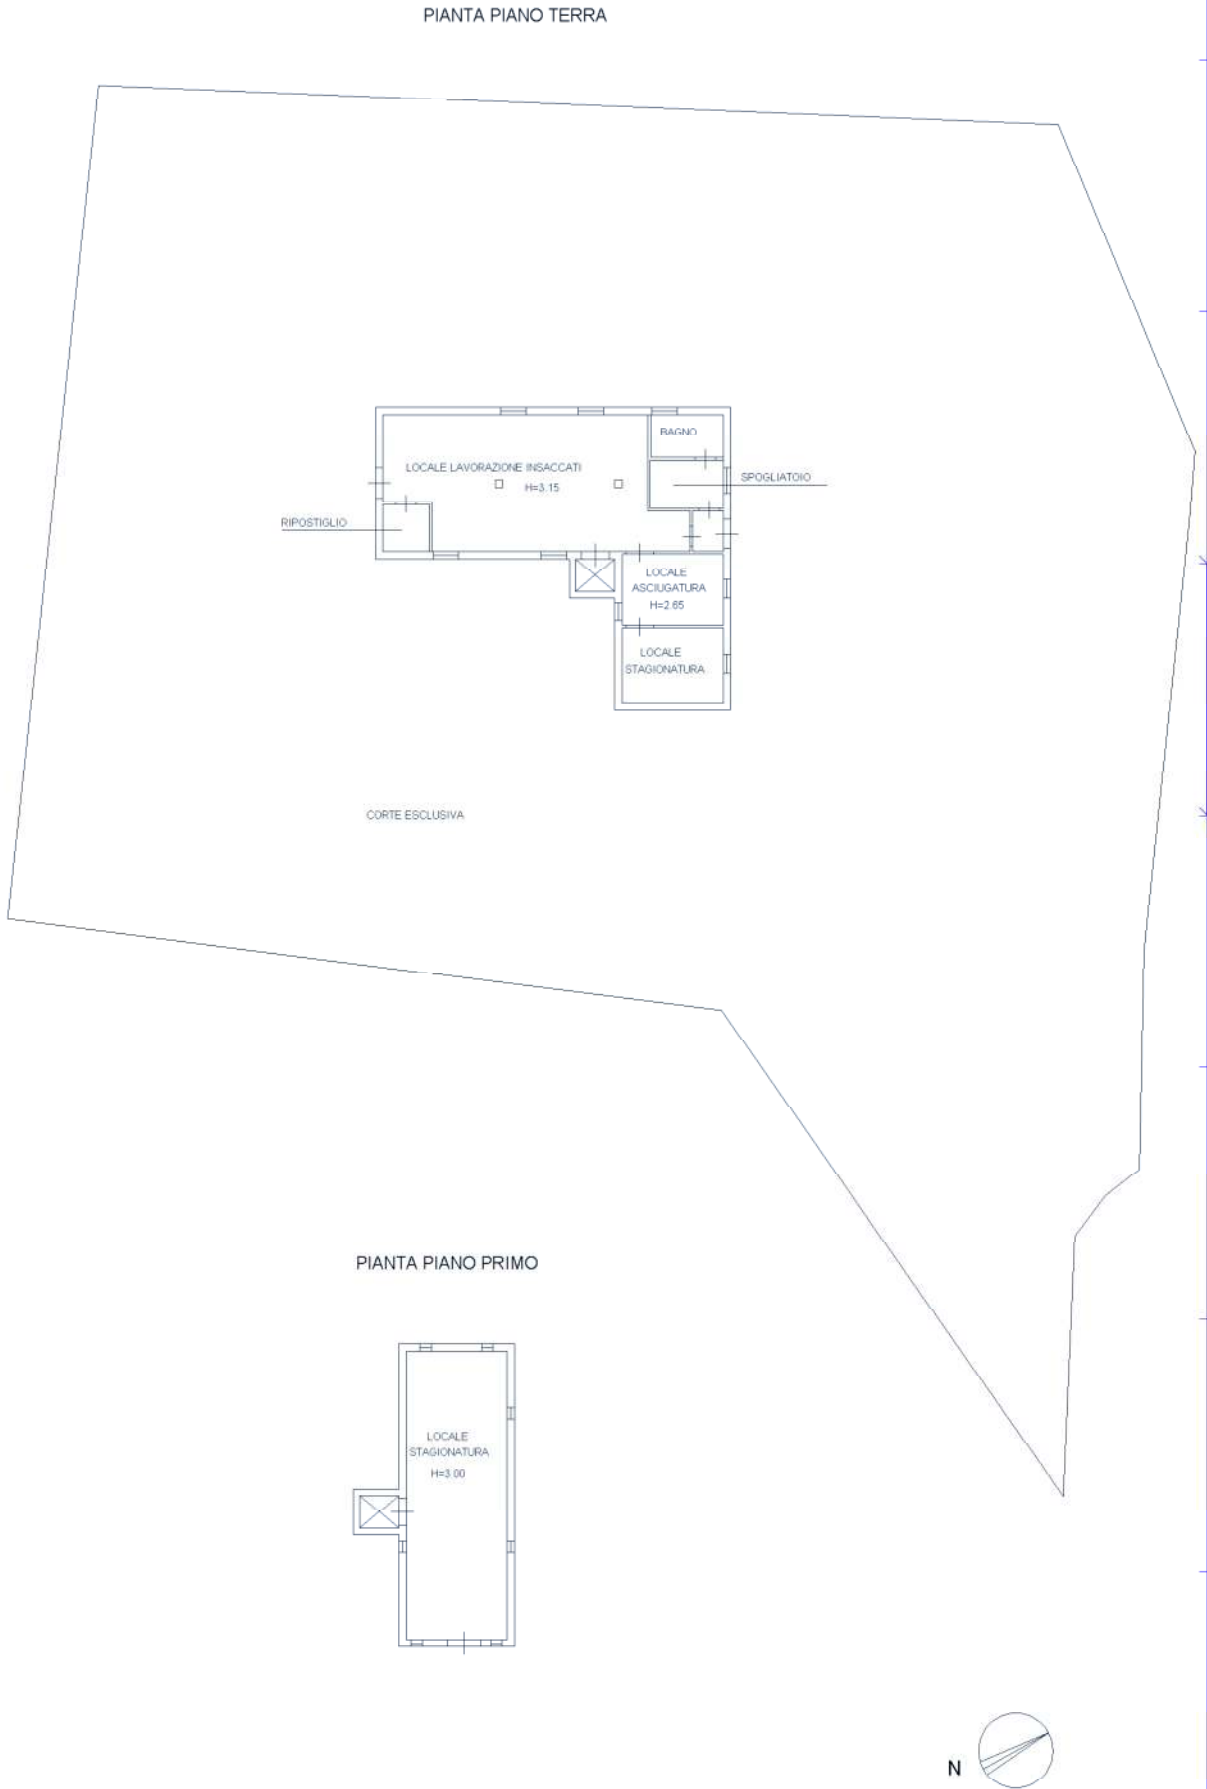 PIANTA PIANO TERRA
BAGNO
LOCALE LAVORAZIONE INSACCATI
H=3.15
SPOGLIATOIO
RIPOSTIGLIO
LOCALE
ASCIUGATURA
H=2.65
LOCALE
STAGIONATURA
CORTE ESCLUSIVA
PIANTA PIANO PRIMO
LOCALE
STAGIONATURA
H=3.00
N